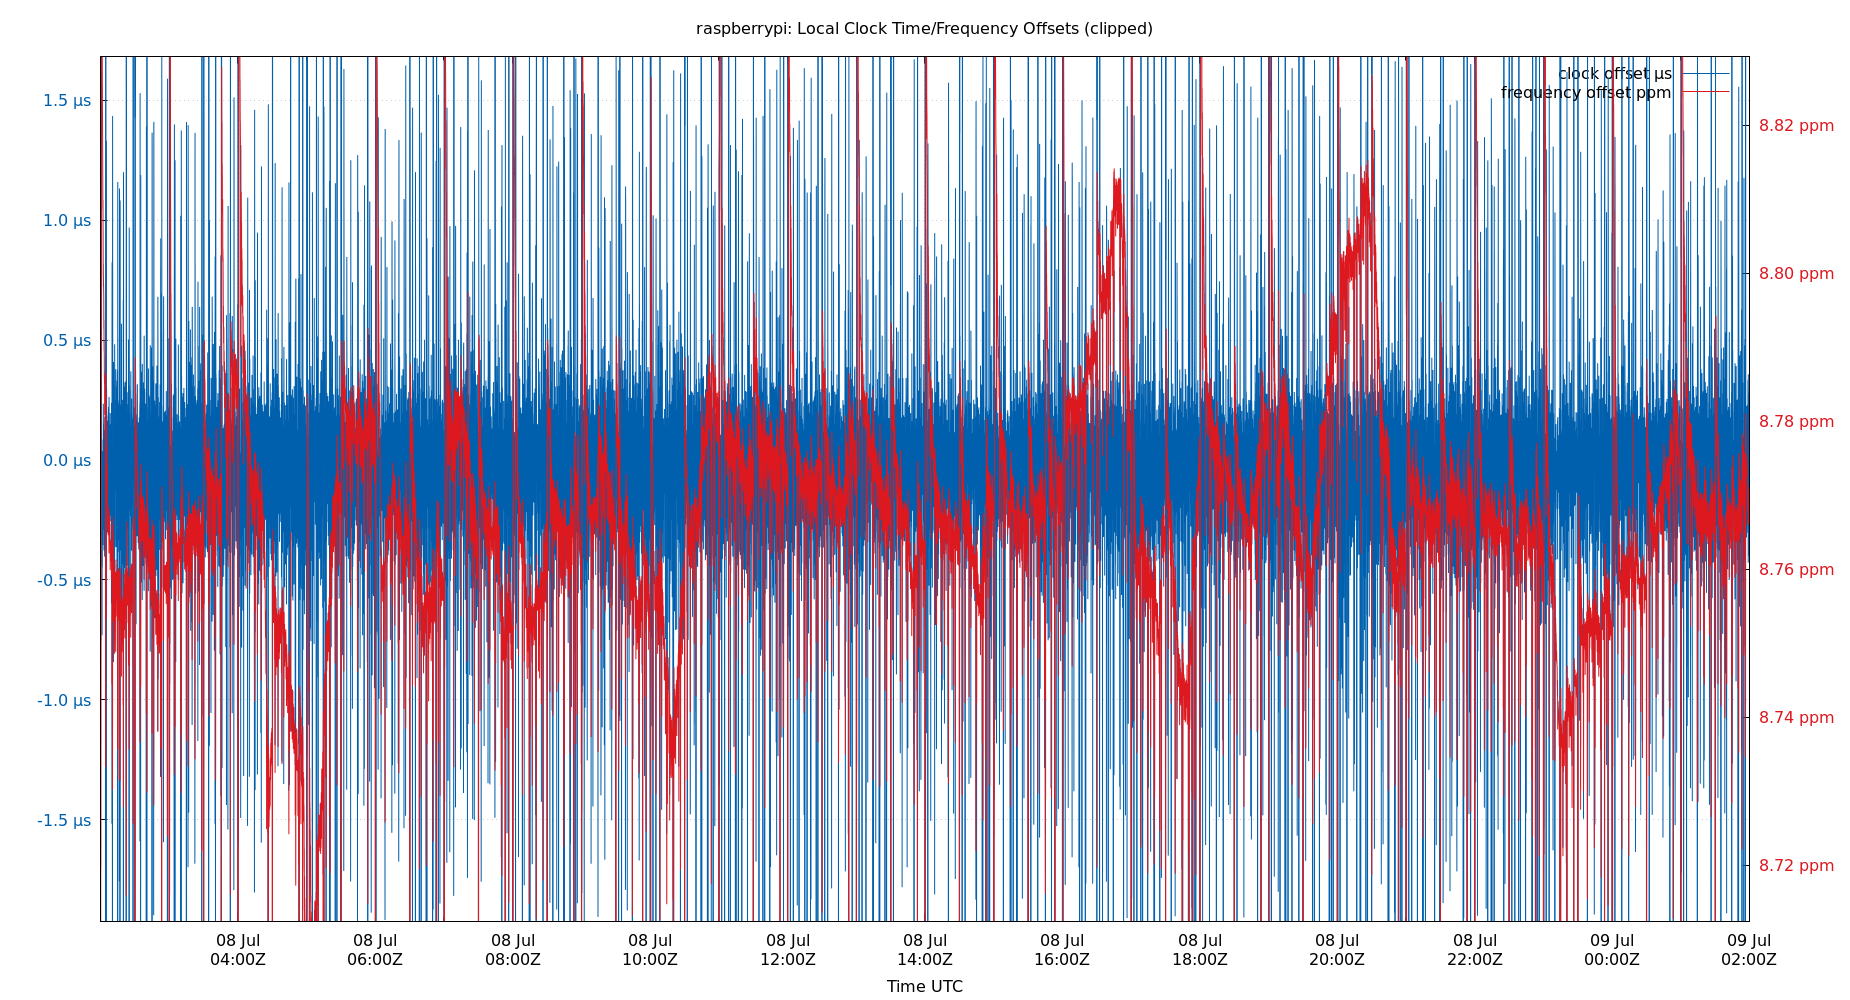 raspberrypi: Local Clock Time/Frequency Offsets (clipped)
clock offset µs
frequency offset ppm
1.5 µs
1.0 µs
0.5 µs
0.0 µs
-0.5 µs
-1.0 µs
-1.5 µs
8.82 ppm
8.80 ppm
8.78 ppm
8.76 ppm
8.74 ppm
8.72 ppm
08 Jul
04:00Z
08 Jul
06:00Z
08 Jul
08:00Z
08 Jul
10:00Z
08 Jul
12:00Z
08 Jul
14:00Z
08 Jul
16:00Z
08 Jul
18:00Z
08 Jul
20:00Z
08 Jul
22:00Z
09 Jul
00:00Z
09 Jul
02:00Z
Time UTC